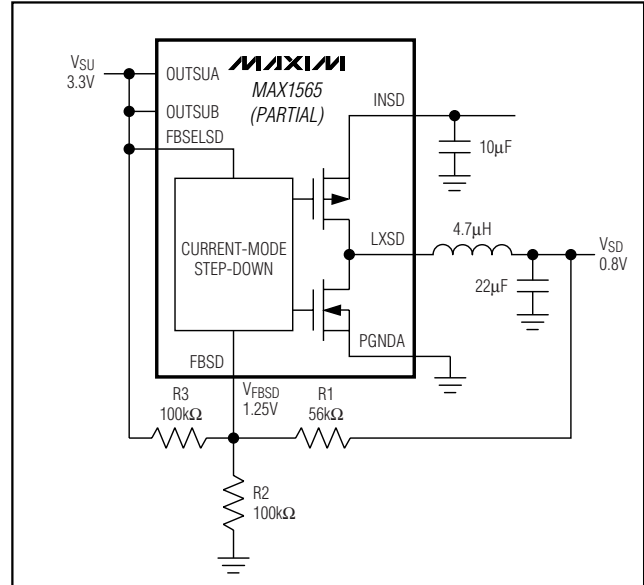 VSU
3.3V
OUTSUA
OUTSUB
FBSELSD
MAXIM
MAX1565
(PARTIAL)
INSD
10μF
CURRENT-MODE
STEP-DOWN
LXSD
4.7μH
VSD
0.8V
22μF
PGNDA
FBSD
VFBSD
1.25V
R3
100kΩ
R1
56kΩ
R2
100kΩ